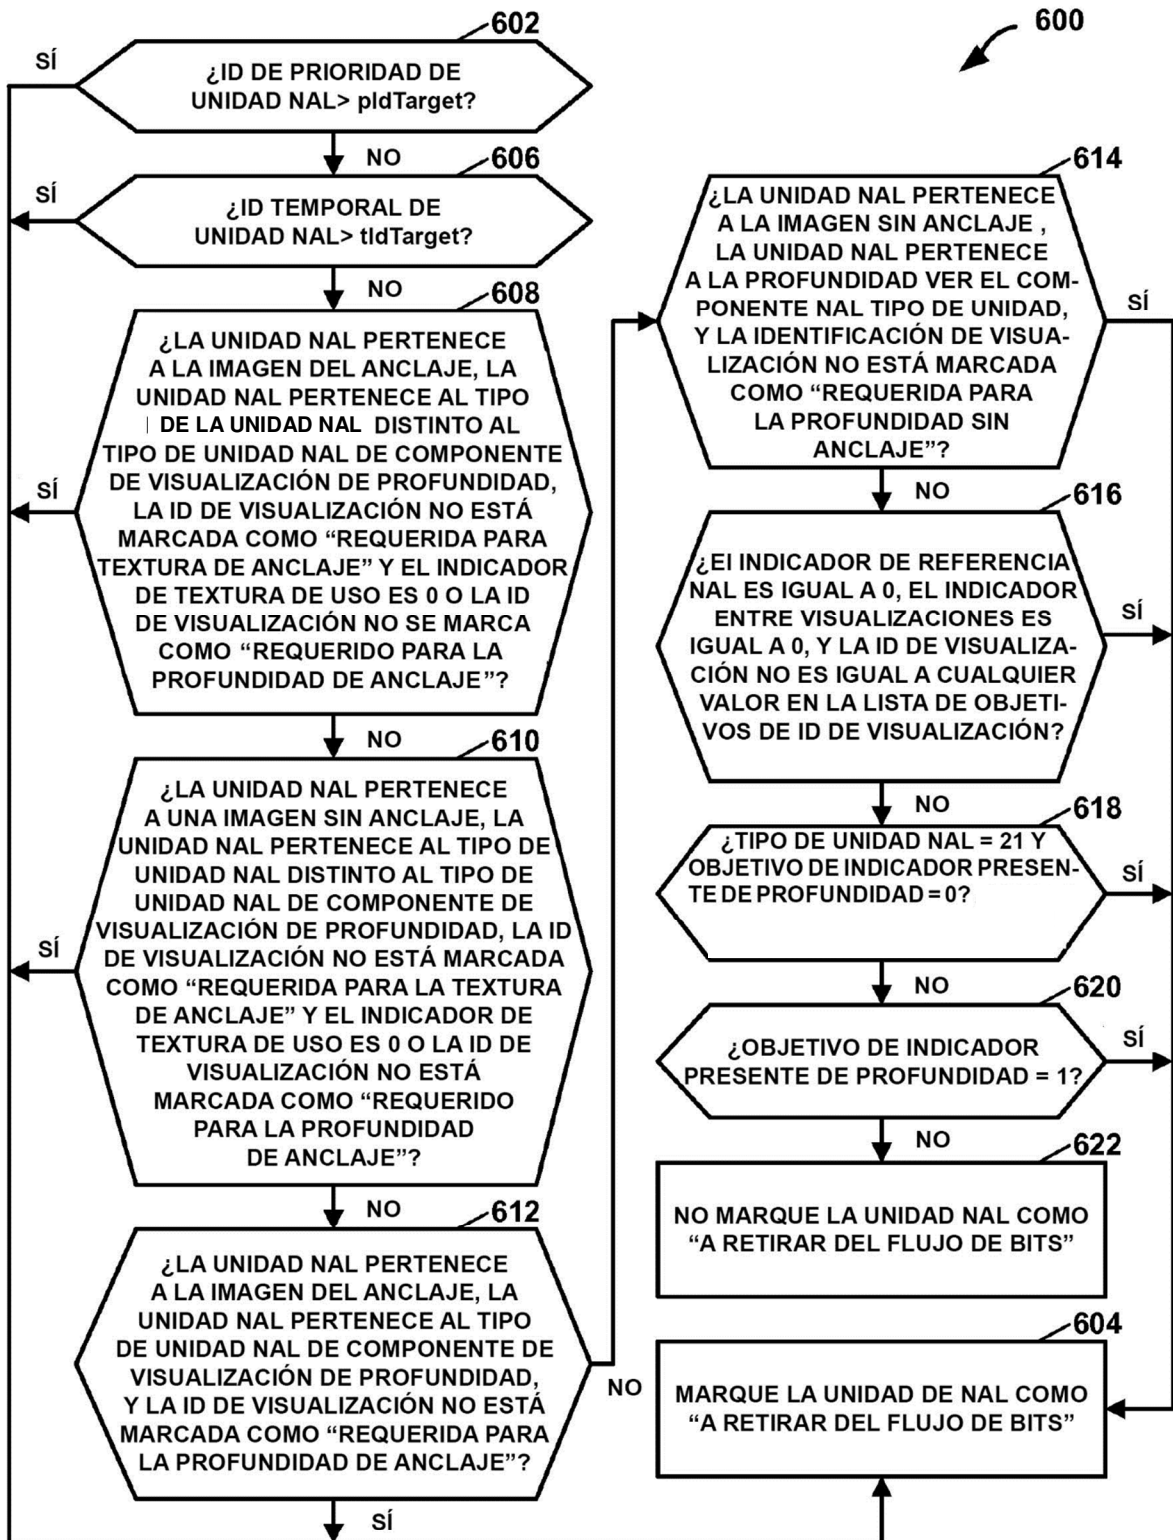 600
602
SÍ
¿ID DE PRIORIDAD DE
UNIDAD NAL> pIdTarget?
NO
606
SÍ
¿ID TEMPORAL DE
UNIDAD NAL> tIdTarget?
NO
608
¿LA UNIDAD NAL PERTENECE
A LA IMAGEN DEL ANCLAJE, LA
UNIDAD NAL PERTENECE AL TIPO
DE LA UNIDAD NAL DISTINTO AL
TIPO DE UNIDAD NAL DE COMPONENTE
DE VISUALIZACIÓN DE PROFUNDIDAD,
LA ID DE VISUALIZACIÓN NO ESTÁ
MARCADA COMO “REQUERIDA PARA
TEXTURA DE ANCLAJE” Y EL INDICADOR
DE TEXTURA DE USO ES 0 O LA ID
DE VISUALIZACIÓN NO SE MARCA
COMO “REQUERIDO PARA LA
PROFUNDIDAD DE ANCLAJE”?
SÍ
NO
610
¿LA UNIDAD NAL PERTENECE
A UNA IMAGEN SIN ANCLAJE, LA
UNIDAD NAL PERTENECE AL TIPO DE
UNIDAD NAL DISTINTO AL TIPO DE
UNIDAD NAL DE COMPONENTE DE
VISUALIZACIÓN DE PROFUNDIDAD, LA ID
DE VISUALIZACIÓN NO ESTÁ MARCADA
COMO “REQUERIDA PARA LA TEXTURA
DE ANCLAJE” Y EL INDICADOR DE
TEXTURA DE USO ES 0 O LA ID DE
VISUALIZACIÓN NO ESTÁ
MARCADA COMO “REQUERIDO
PARA LA PROFUNDIDAD
DE ANCLAJE”?
SÍ
NO
612
¿LA UNIDAD NAL PERTENECE
A LA IMAGEN DEL ANCLAJE, LA
UNIDAD NAL PERTENECE AL TIPO
DE UNIDAD NAL DE COMPONENTE DE
VISUALIZACIÓN DE PROFUNDIDAD,
Y LA ID DE VISUALIZACIÓN NO ESTÁ
MARCADA COMO “REQUERIDA PARA
LA PROFUNDIDAD DE ANCLAJE”?
NO
SÍ
614
¿LA UNIDAD NAL PERTENECE
A LA IMAGEN SIN ANCLAJE ,
LA UNIDAD NAL PERTENECE
A LA PROFUNDIDAD VER EL COM-
PONENTE NAL TIPO DE UNIDAD,
Y LA IDENTIFICACIÓN DE VISUA-
LIZACIÓN NO ESTÁ MARCADA
COMO “REQUERIDA PARA
LA PROFUNDIDAD SIN
ANCLAJE”?
SÍ
NO
616
¿El INDICADOR DE REFERENCIA
NAL ES IGUAL A 0, EL INDICADOR
ENTRE VISUALIZACIONES ES
IGUAL A 0, Y LA ID DE VISUALIZA-
CIÓN NO ES IGUAL A CUALQUIER
VALOR EN LA LISTA DE OBJETI-
VOS DE ID DE VISUALIZACIÓN?
SÍ
NO
618
¿TIPO DE UNIDAD NAL = 21 Y
OBJETIVO DE INDICADOR PRESEN-
TE DE PROFUNDIDAD = 0?
SÍ
NO
620
¿OBJETIVO DE INDICADOR
PRESENTE DE PROFUNDIDAD = 1?
SÍ
NO
622
NO MARQUE LA UNIDAD NAL COMO
“A RETIRAR DEL FLUJO DE BITS”
604
MARQUE LA UNIDAD DE NAL COMO
“A RETIRAR DEL FLUJO DE BITS”